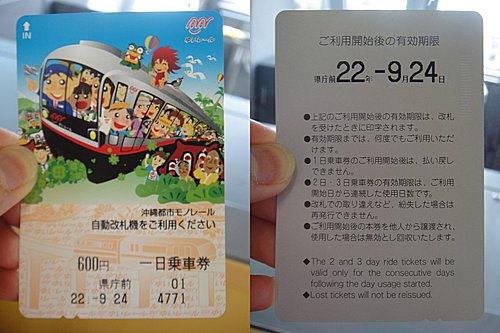 IN
ゆいレール
沖縄都市モノレール
自動改札機をご利用ください
600円 一日乗車券
県庁前 01
22.-9.24 4771
ご利用開始後の有効期限
県庁前 22年-9月24日
●上記のご利用開始後の有効期限は、改札
を受けたときに印字されます。
●有効期限までは、何度でもご利用いただ
けます。
●1日乗車券のご利用開始後は、払い戻し
できません。
●2日・3日乗車券の有効期限は、ご利用
開始日から連続した使用日数です。
●改札での取り違えなど、紛失した場合は
再発行できません。
●ご利用開始後の本券を他人から譲渡され、
使用した場合は無効とし回収いたします。
◆The 2 and 3 day ride tickets will be
valid only for the consecutive days
following the day usaged started.
◆Lost tickets will not be reissued.